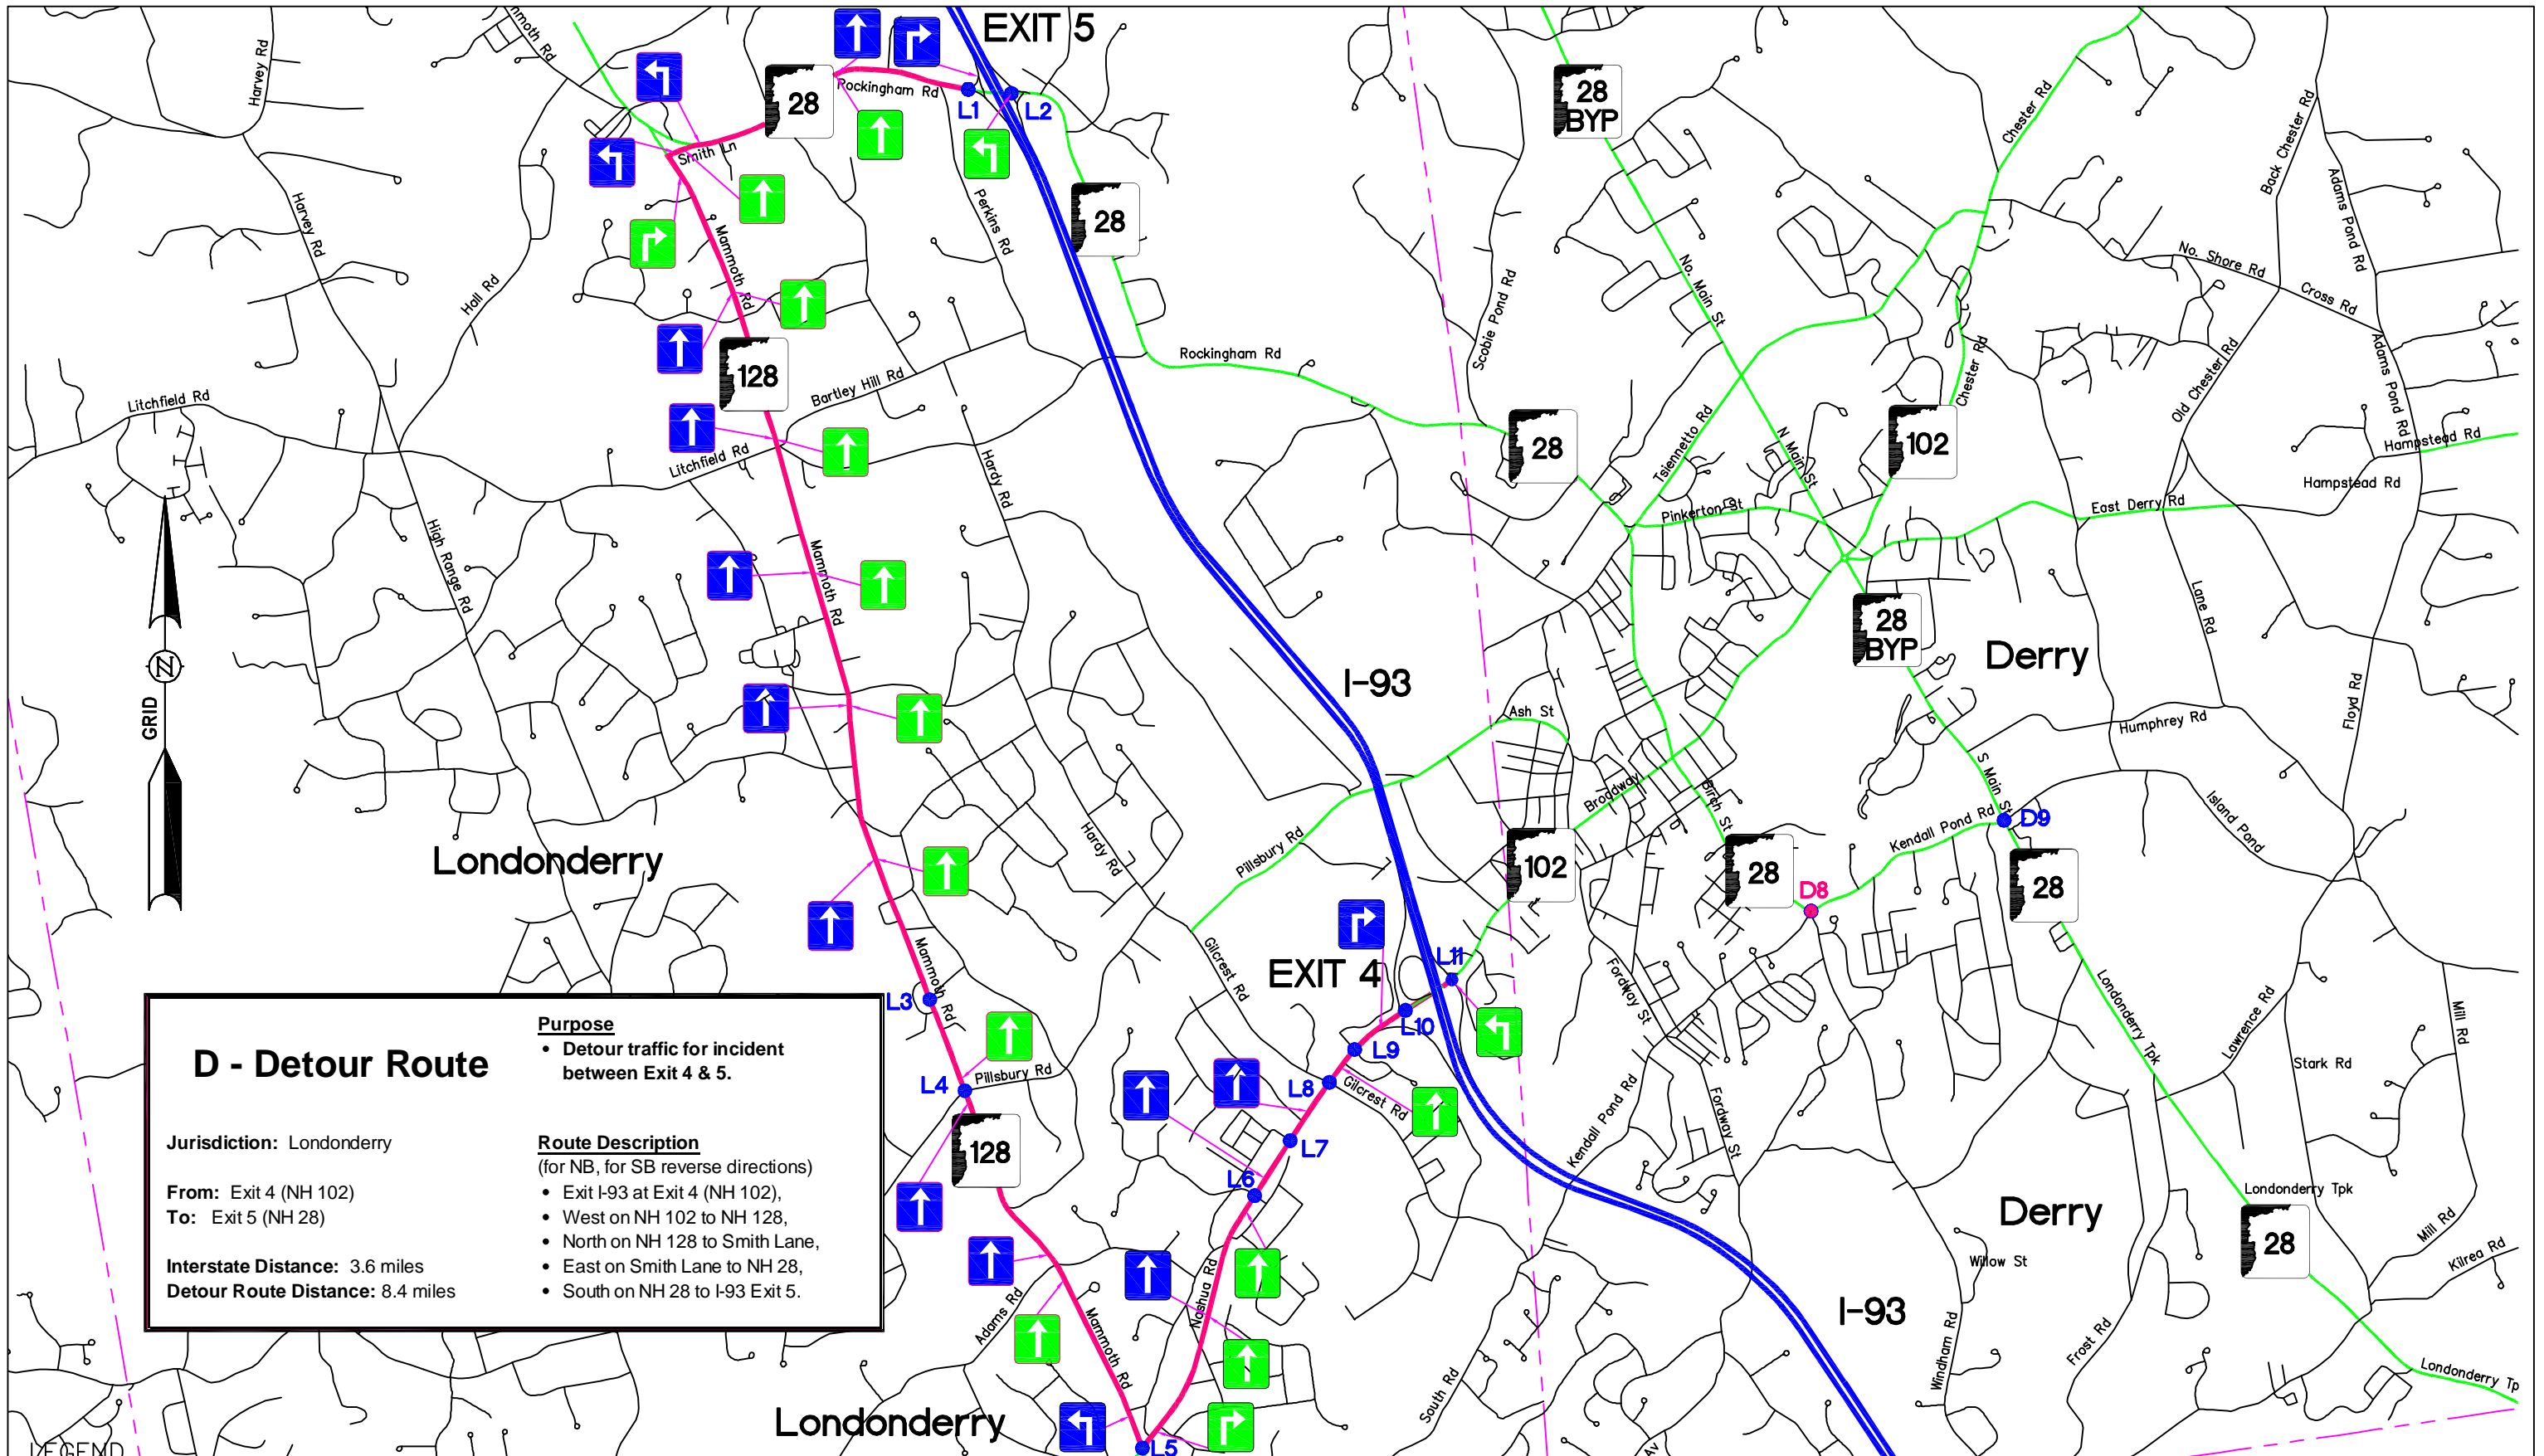 EXIT 5
Harvey Rd
nmoth Rd
28
Rockingham Rd
L1
L2
28
BYP
Chester Rd
Back Chester Rd
Smith Ln
Adams Pond Rd
Harvey Rd
Mammoth Rd
Perkins Rd
28
Hall Rd
No. Main St
No. Shore Rd
Cross Rd
Scobie Pond Rd
Rockingham Rd
128
Bartley Hill Rd
Litchfield Rd
Chester Rd
Old Chester Rd
Adams Pond Rd
Litchfield Rd
28
Tsiennetto Rd
N Main St
102
Hampstead Rd
Hampstead Rd
Hardy Rd
Pinkerton St
East Derry Rd
High Range Rd
Mammoth Rd
28
BYP
Lane Rd
Derry
I-93
GRID
N
Ash St
Humphrey Rd
Floyd Rd
S Main St
Broadway
Birch St
Island Pond
Pillsbury Rd
Hardy Rd
Kendall Pond Rd
D9
Londonderry
102
28
D8
28
Mammoth Rd
Gilcrest Rd
EXIT 4
L11
L10
L9
L8
Gilcrest Rd
L7
L6
L3
L4
Pillsbury Rd
128
Fordway St
Fordway St
Kendall Pond Rd
Londonderry Tpk
Lawrence Rd
Mill Rd
Stark Rd
Londonderry Tpk
Derry
28
Mill Rd
Kilrea Rd
Willow St
I-93
Windham Rd
Frost Rd
Londonderry Tp
South Rd
Av
Adams Rd
Mammoth Rd
Nashua Rd
Londonderry
L5
D - Detour Route
Purpose
• Detour traffic for incident
between Exit 4 & 5.
Jurisdiction: Londonderry
From: Exit 4 (NH 102)
To: Exit 5 (NH 28)
Interstate Distance: 3.6 miles
Detour Route Distance: 8.4 miles
Route Description
(for NB, for SB reverse directions)
• Exit I-93 at Exit 4 (NH 102),
• West on NH 102 to NH 128,
• North on NH 128 to Smith Lane,
• East on Smith Lane to NH 28,
• South on NH 28 to I-93 Exit 5.
LEGEND